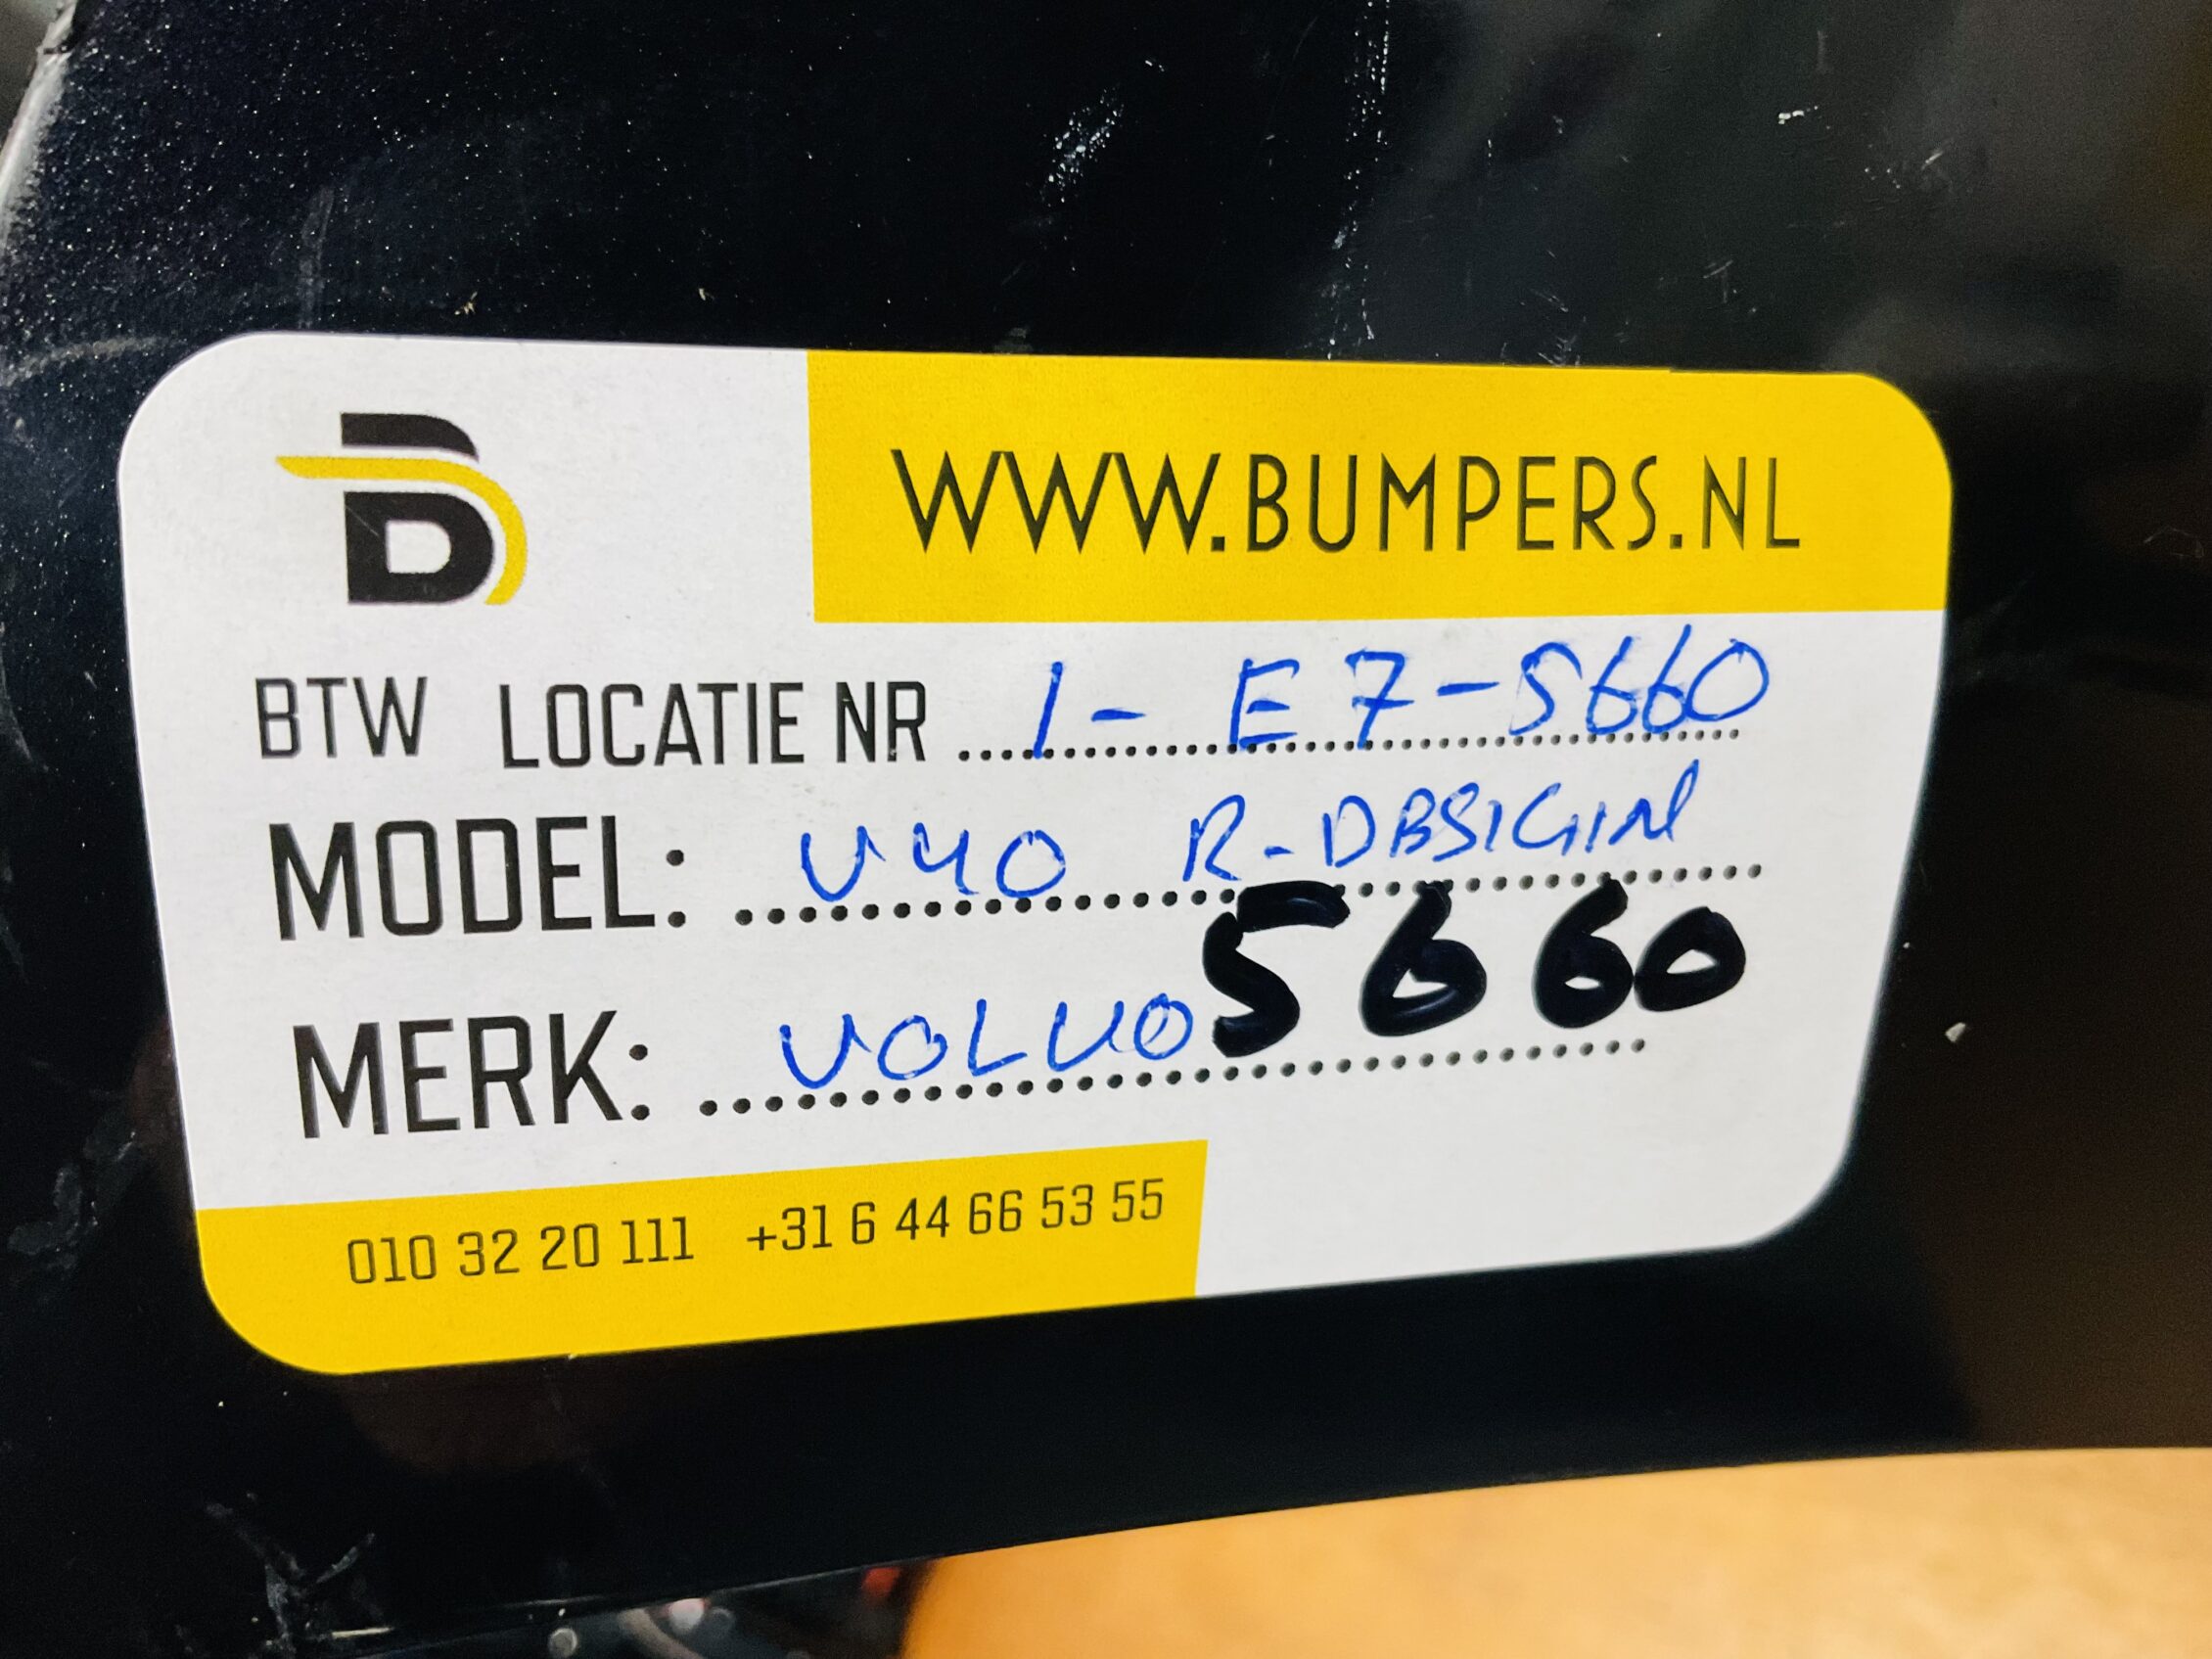 B
WWW.BUMPERS.NL
BTW LOCATIE NR 1- E7-5660
MODEL: V40 R-DESIGIN
5660
MERK: VOLVO
010 32 20 111 +31 6 44 66 53 55